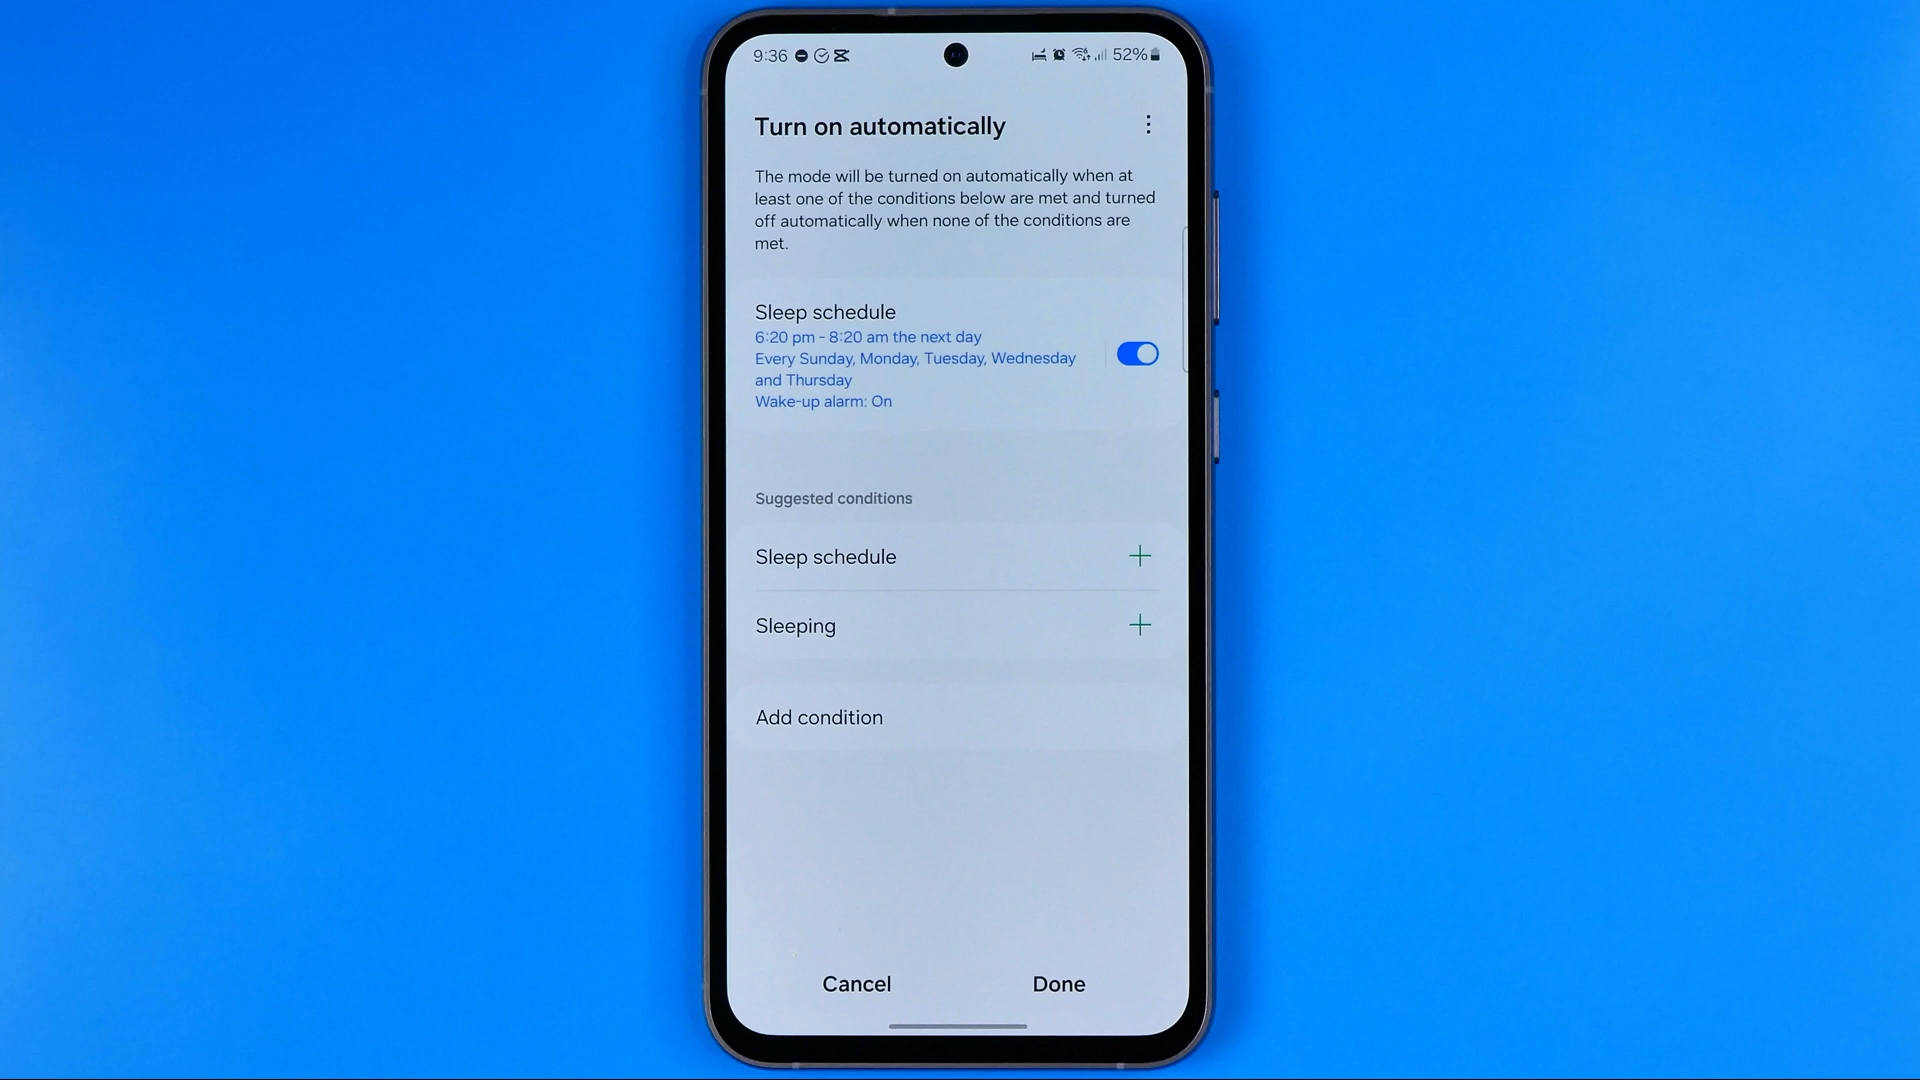 9:36
52%
Turn on automatically
The mode will be turned on automatically when at
least one of the conditions below are met and turned
off automatically when none of the conditions are
met.
Sleep schedule
6:20 pm - 8:20 am the next day
Every Sunday, Monday, Tuesday, Wednesday
and Thursday
Wake-up alarm: On
Suggested conditions
Sleep schedule
Sleeping
Add condition
Cancel
Done